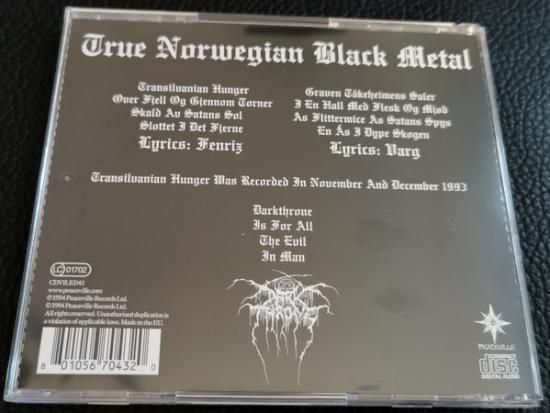 True Norwegian Black Metal
Transilvanian Hunger
Over Fjell Og Gjennom Torner
Skald Av Satans Sol
Slottet I Det Fjerne
Lyrics: Fenriz
Graven Tåkeheimens Saler
I En Hall Med Flesk Og Mjød
As Flittermice As Satans Spys
En Ås I Dype Skogen
Lyrics: Varg
Transilvanian Hunger Was Recorded In November And December 1993
Darkthrone
Is For All
The Evil
In Man
DARK
THRONE
LC 01702
CDVILED43
www.peaceville.com
℗ 1994 Peaceville Records Ltd.
© 1994 Peaceville Records Ltd.
All rights reserved. Unauthorised duplication is
a violation of applicable laws. Made in the EU.
8 01056 70432 0
PEACEVILLE
COMPACT
disc
DIGITAL AUDIO